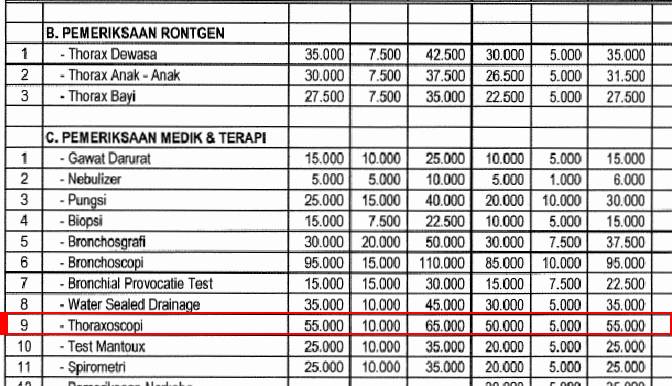 B. PEMERIKSAAN RONTGEN
1 - Thorax Dewasa 35.000 7.500 42.500 30.000 5.000 35.000
2 - Thorax Anak - Anak 30.000 7.500 37.500 26.500 5.000 31.500
3 - Thorax Bayi 27.500 7.500 35.000 22.500 5.000 27.500
C. PEMERIKSAAN MEDIK & TERAPI
1 - Gawat Darurat 15.000 10.000 25.000 10.000 5.000 15.000
2 - Nebulizer 5.000 5.000 10.000 5.000 1.000 6.000
3 - Pungsi 25.000 15.000 40.000 20.000 10.000 30.000
4 - Biopsi 15.000 7.500 22.500 10.000 5.000 15.000
5 - Bronchosgrafi 30.000 20.000 50.000 30.000 7.500 37.500
6 - Bronchoscopi 95.000 15.000 110.000 85.000 10.000 95.000
7 - Bronchial Provocatie Test 15.000 15.000 30.000 15.000 7.500 22.500
8 - Water Sealed Drainage 35.000 10.000 45.000 30.000 5.000 35.000
9 - Thoraxoscopi 55.000 10.000 65.000 50.000 5.000 55.000
10 - Test Mantoux 25.000 10.000 35.000 20.000 5.000 25.000
11 - Spirometri 25.000 10.000 35.000 20.000 5.000 25.000